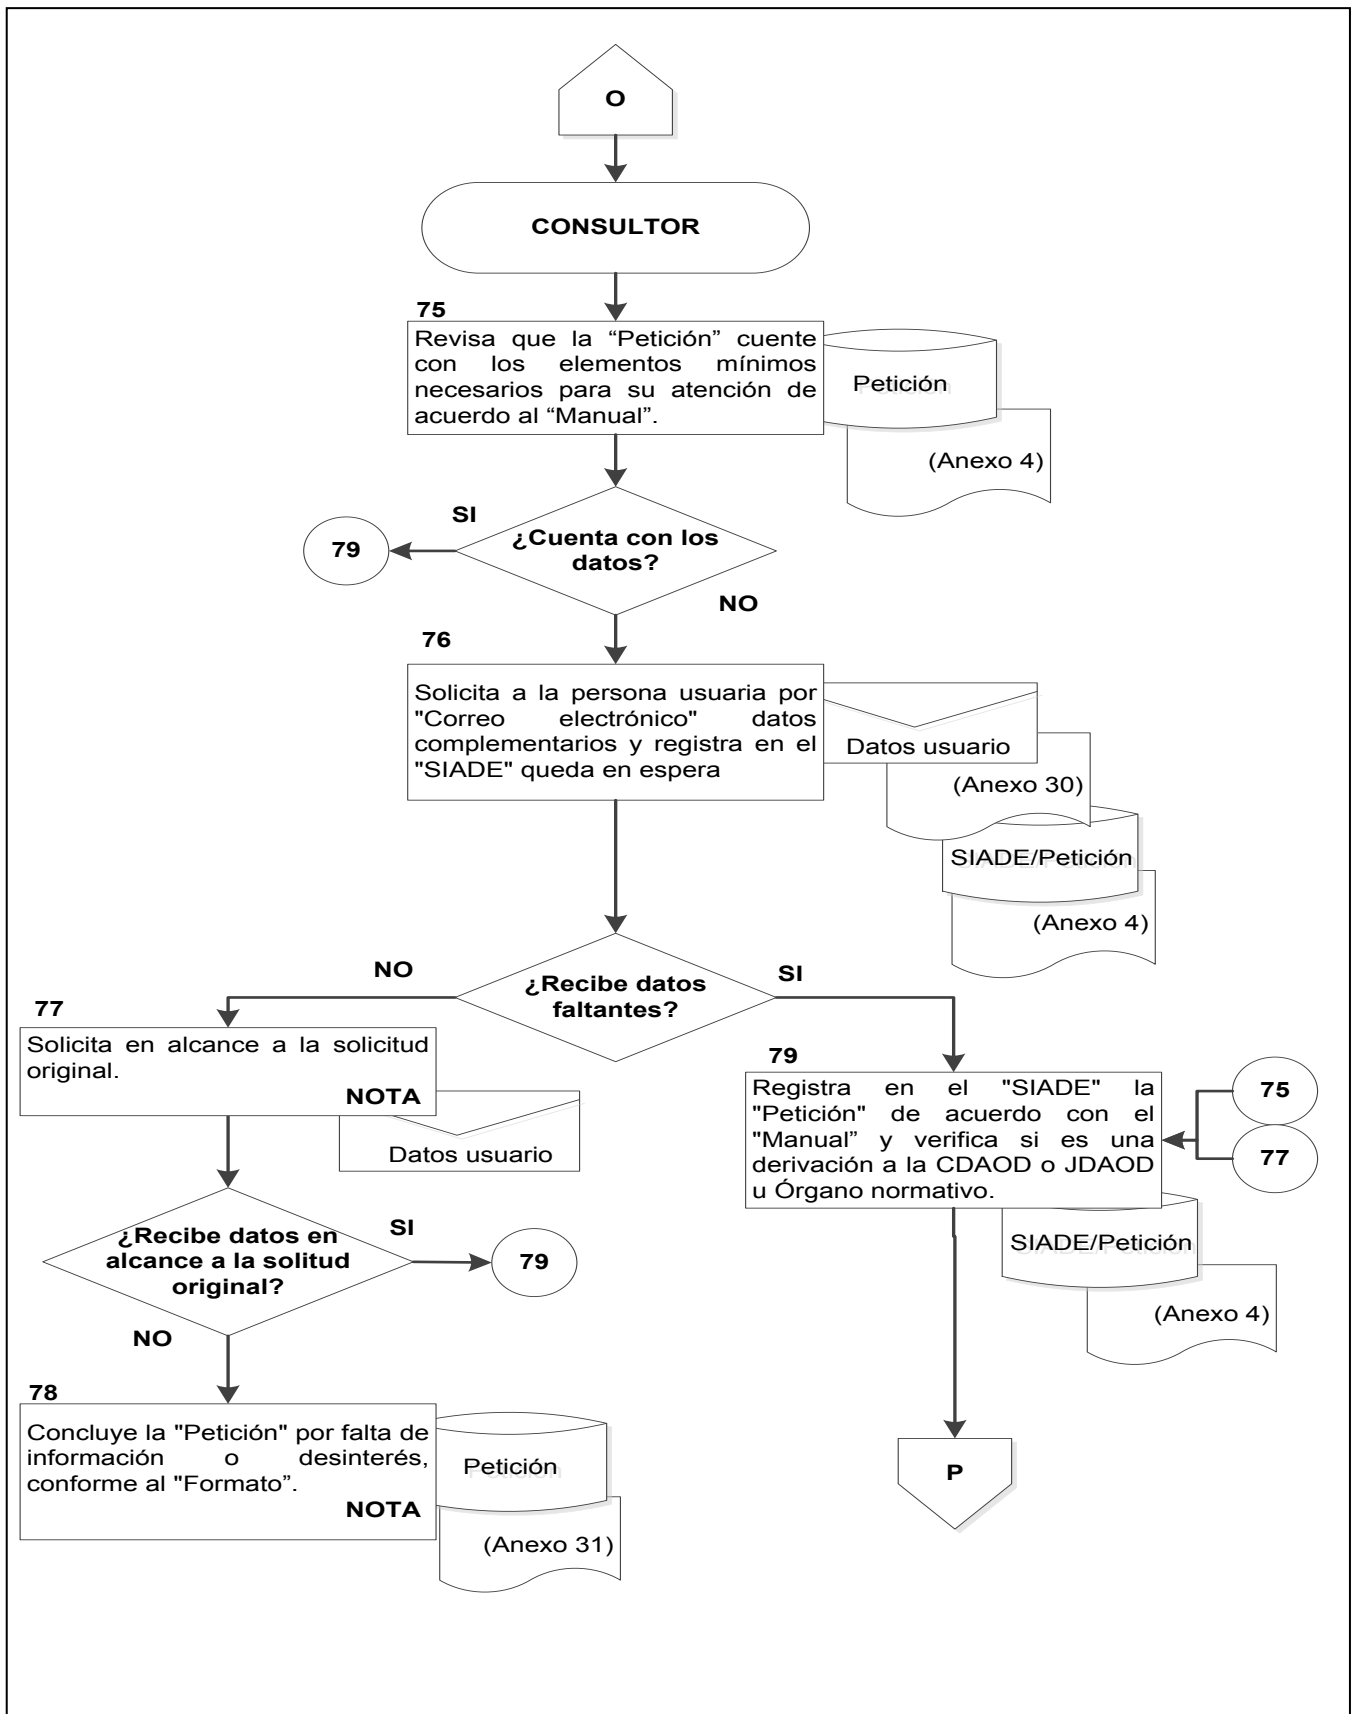 O
CONSULTOR
75
Revisa que la “Petición” cuente
con los elementos mínimos
necesarios para su atención de
acuerdo al “Manual”.
Petición
(Anexo 4)
SI
¿Cuenta con los
datos?
79
NO
76
Solicita a la persona usuaria por
"Correo electrónico" datos
complementarios y registra en el
"SIADE" queda en espera
Datos usuario
(Anexo 30)
SIADE/Petición
(Anexo 4)
NO
¿Recibe datos
faltantes?
SI
77
Solicita en alcance a la solicitud
original.
NOTA
Datos usuario
79
Registra en el "SIADE" la
"Petición" de acuerdo con el
"Manual” y verifica si es una
derivación a la CDAOD o JDAOD
u Órgano normativo.
75
77
SIADE/Petición
(Anexo 4)
¿Recibe datos en
alcance a la solitud
original?
SI
79
NO
78
Concluye la "Petición" por falta de
información o desinterés,
conforme al "Formato”.
NOTA
Petición
(Anexo 31)
P